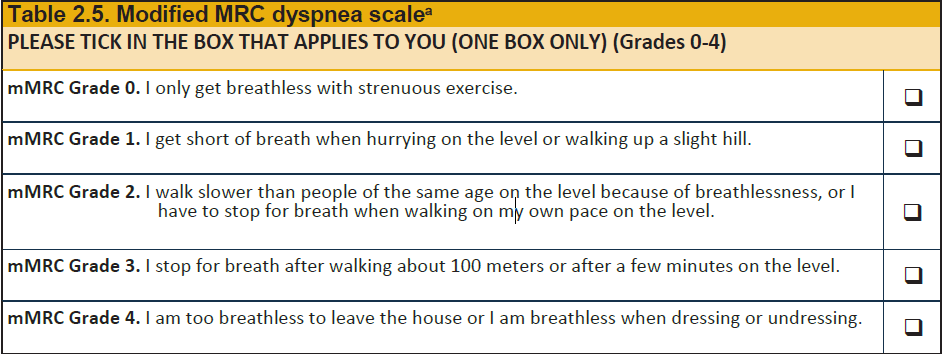 Table 2.5. Modified MRC dyspnea scaleª
PLEASE TICK IN THE BOX THAT APPLIES TO YOU (ONE BOX ONLY) (Grades 0-4)
mMRC Grade 0. I only get breathless with strenuous exercise.
mMRC Grade 1. I get short of breath when hurrying on the level or walking up a slight hill.
mMRC Grade 2. I walk slower than people of the same age on the level because of breathlessness, or I
have to stop for breath when walking on my own pace on the level.
mMRC Grade 3. I stop for breath after walking about 100 meters or after a few minutes on the level.
mMRC Grade 4. I am too breathless to leave the house or I am breathless when dressing or undressing.